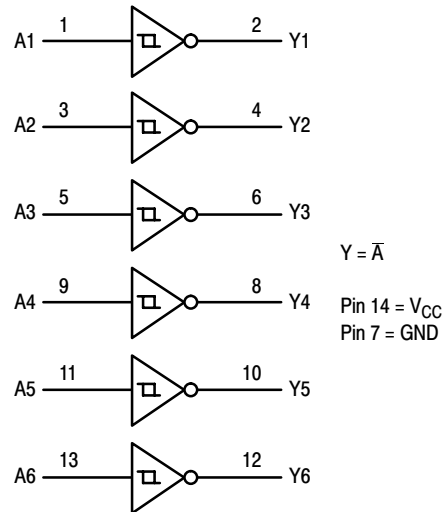 A1 1 2 Y1
A2 3 4 Y2
A3 5 6 Y3
Y = A̅
A4 9 8 Y4
Pin 14 = VCC
Pin 7 = GND
A5 11 10 Y5
A6 13 12 Y6